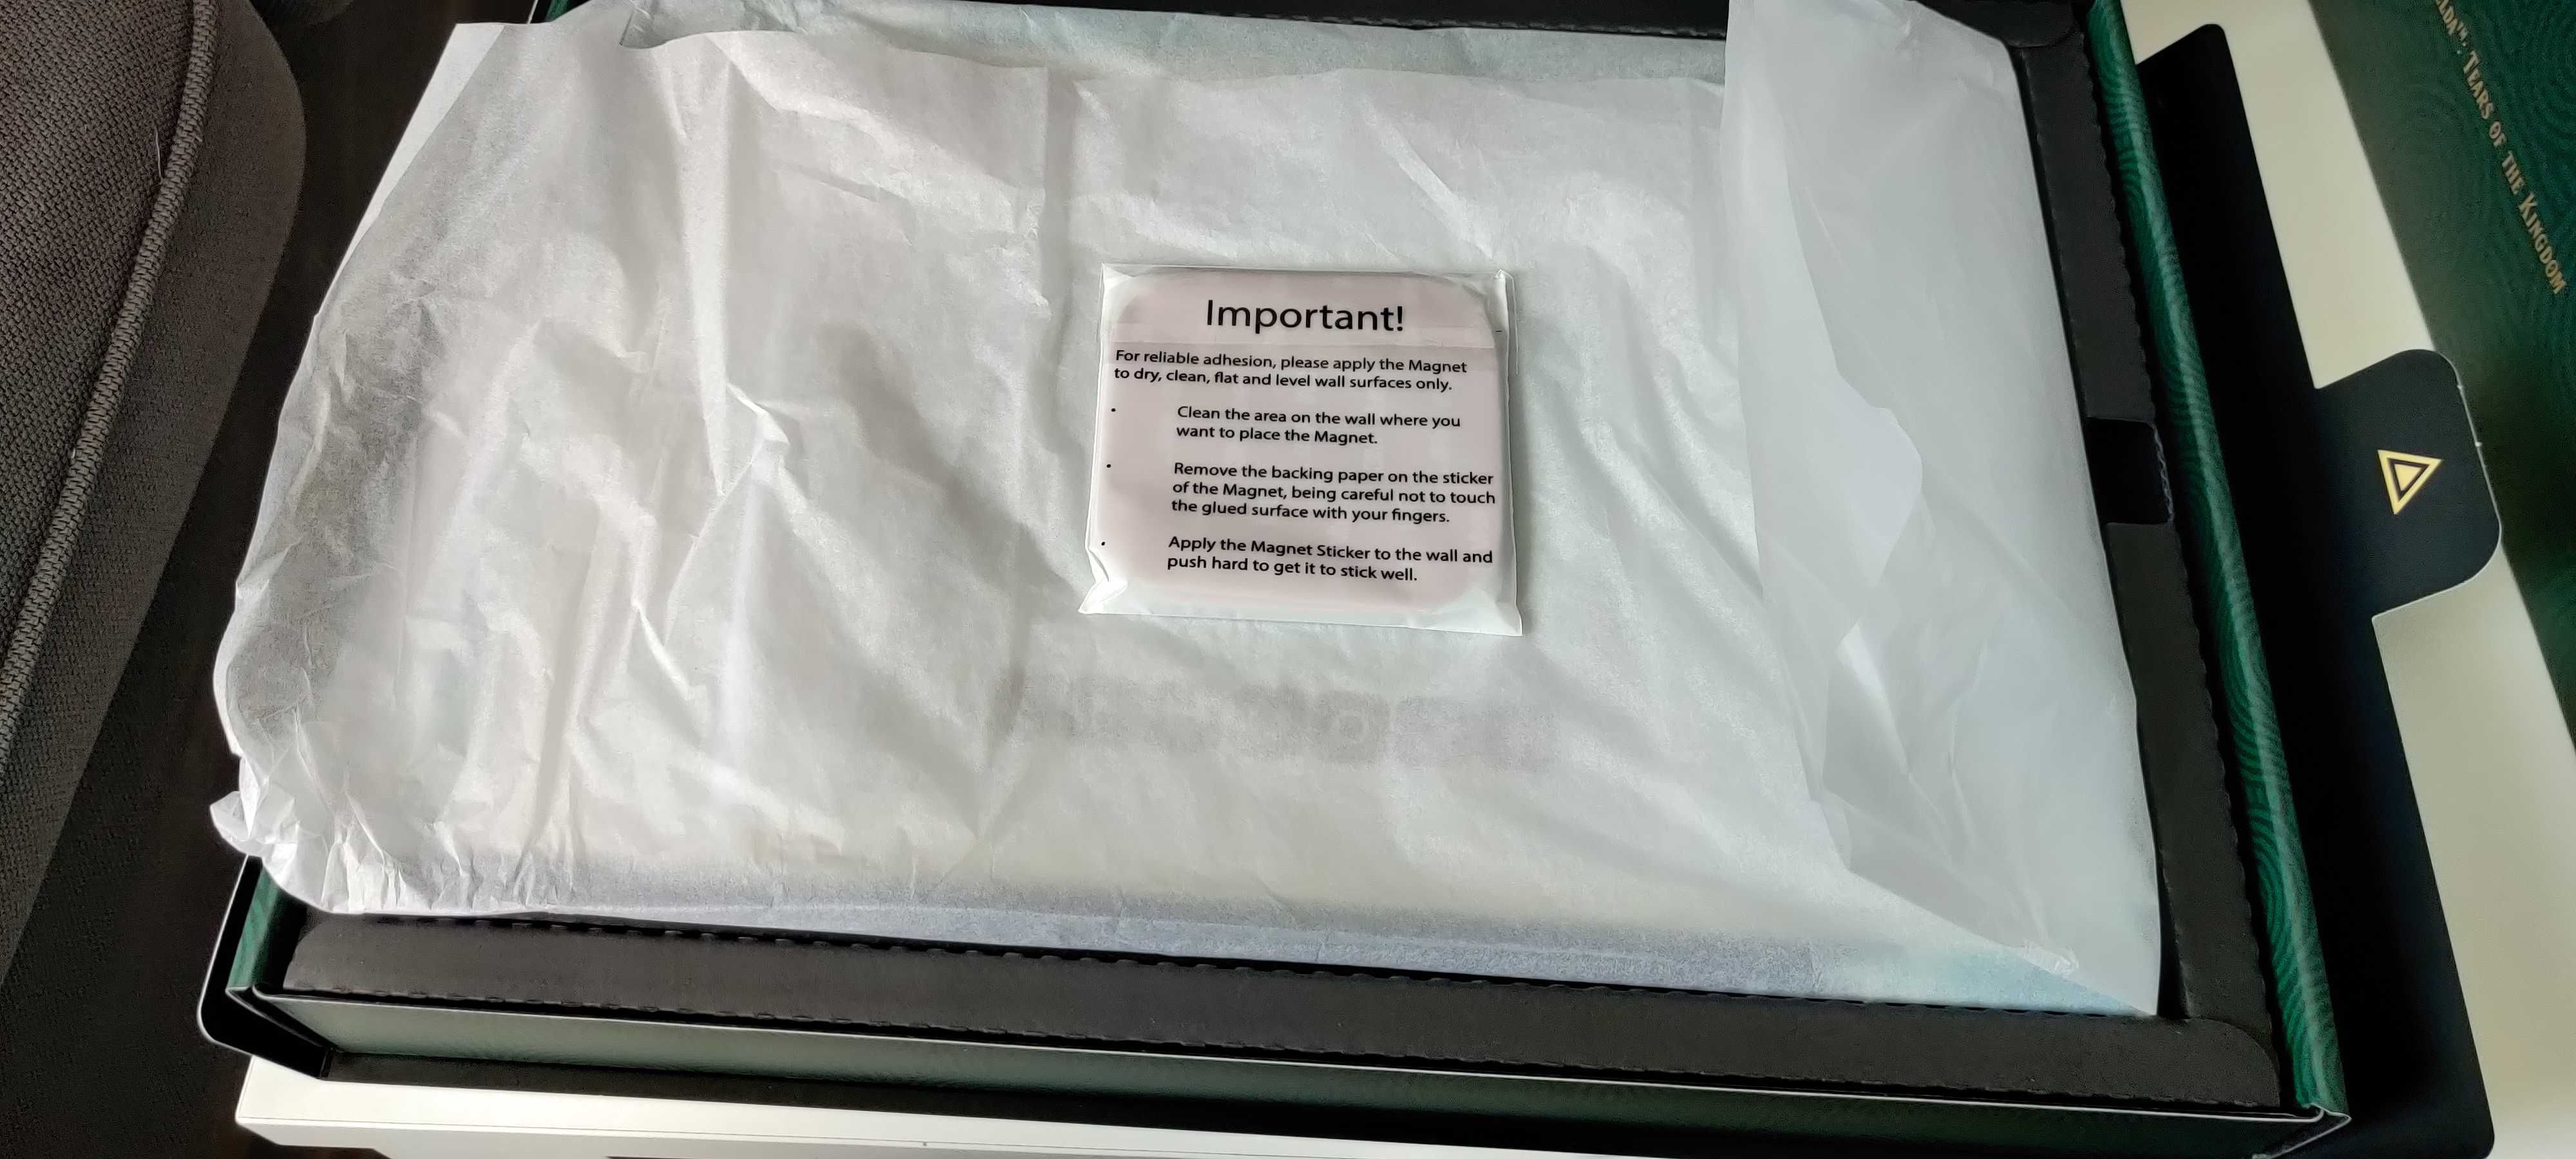 ELDA™: TEARS OF THE KINGDOM
Important!
For reliable adhesion, please apply the Magnet
to dry, clean, flat and level wall surfaces only.
• Clean the area on the wall where you
want to place the Magnet.
• Remove the backing paper on the sticker
of the Magnet, being careful not to touch
the glued surface with your fingers.
• Apply the Magnet Sticker to the wall and
push hard to get it to stick well.